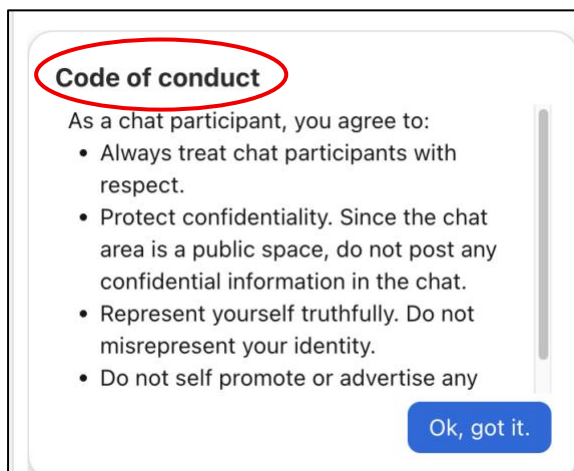 Code of conduct
As a chat participant, you agree to:
• Always treat chat participants with
respect.
• Protect confidentiality. Since the chat
area is a public space, do not post any
confidential information in the chat.
• Represent yourself truthfully. Do not
misrepresent your identity.
• Do not self promote or advertise any
Ok, got it.